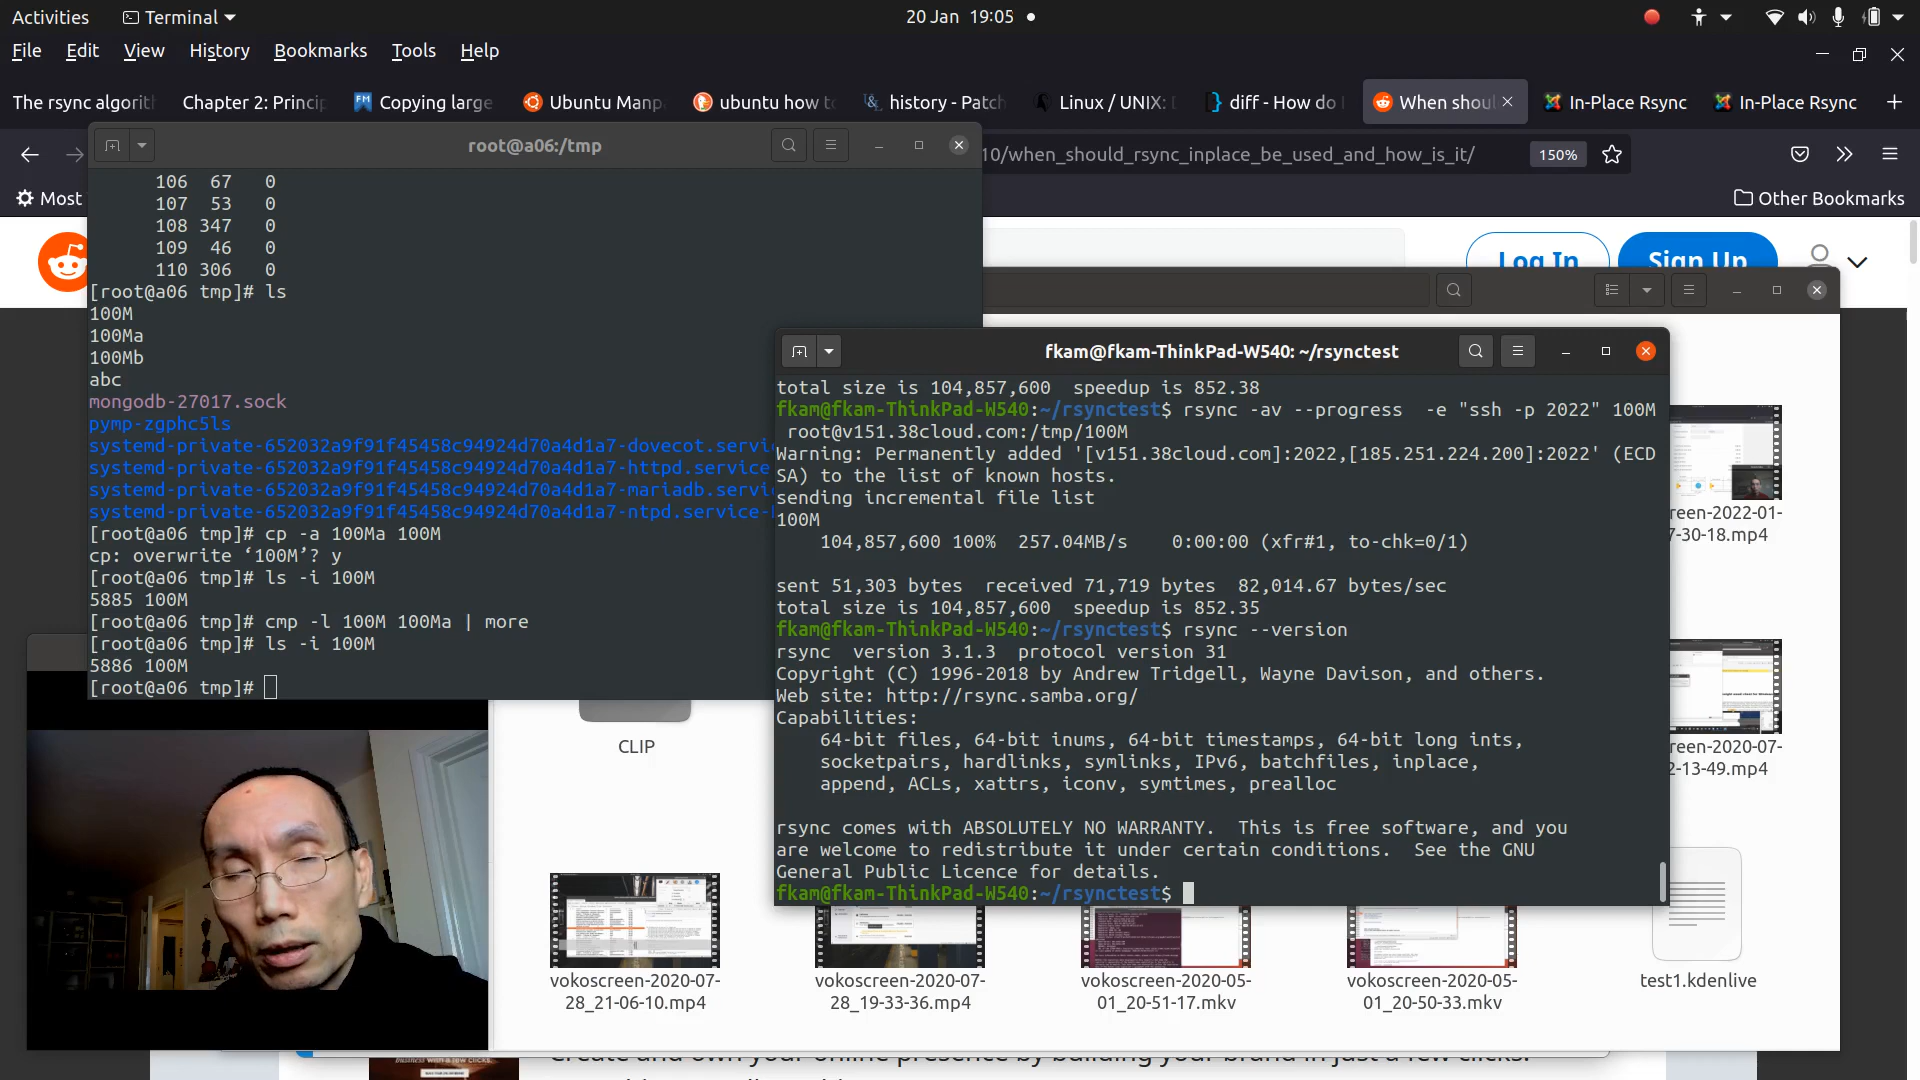 Activities
Terminal
20 Jan 19:05
File Edit View History Bookmarks Tools Help
The rsync algorit
Chapter 2: Princip
Copying large
Ubuntu Manp
ubuntu how to
history - Patch
Linux / UNIX:
diff - How do
When shoul
In-Place Rsync
In-Place Rsync
10/when_should_rsync_inplace_be_used_and_how_is_it/
150%
Most
Other Bookmarks
Log In
Sign Up
root@a06:/tmp
106 67 0
107 53 0
108 347 0
109 46 0
110 306 0
[root@a06 tmp]# ls
100M
100Ma
100Mb
abc
mongodb-27017.sock
pymp-zgphc5ls
systemd-private-652032a9f91f45458c94924d70a4d1a7-dovecot.servi
systemd-private-652032a9f91f45458c94924d70a4d1a7-httpd.service
systemd-private-652032a9f91f45458c94924d70a4d1a7-mariadb.servi
systemd-private-652032a9f91f45458c94924d70a4d1a7-ntpd.service-
[root@a06 tmp]# cp -a 100Ma 100M
cp: overwrite ‘100M’? y
[root@a06 tmp]# ls -i 100M
5885 100M
[root@a06 tmp]# cmp -l 100M 100Ma | more
[root@a06 tmp]# ls -i 100M
5886 100M
[root@a06 tmp]#
fkam@fkam-ThinkPad-W540: ~/rsynctest
total size is 104,857,600  speedup is 852.38
fkam@fkam-ThinkPad-W540:~/rsynctest$ rsync -av --progress  -e "ssh -p 2022" 100M
root@v151.38cloud.com:/tmp/100M
Warning: Permanently added '[v151.38cloud.com]:2022,[185.251.224.200]:2022' (ECD
SA) to the list of known hosts.
sending incremental file list
100M
104,857,600 100%  257.04MB/s    0:00:00 (xfr#1, to-chk=0/1)
sent 51,303 bytes  received 71,719 bytes  82,014.67 bytes/sec
total size is 104,857,600  speedup is 852.35
fkam@fkam-ThinkPad-W540:~/rsynctest$ rsync --version
rsync  version 3.1.3  protocol version 31
Copyright (C) 1996-2018 by Andrew Tridgell, Wayne Davison, and others.
Web site: http://rsync.samba.org/
Capabilities:
64-bit files, 64-bit inums, 64-bit timestamps, 64-bit long ints,
socketpairs, hardlinks, symlinks, IPv6, batchfiles, inplace,
append, ACLs, xattrs, iconv, symtimes, prealloc
rsync comes with ABSOLUTELY NO WARRANTY.  This is free software, and you
are welcome to redistribute it under certain conditions.  See the GNU
General Public Licence for details.
fkam@fkam-ThinkPad-W540:~/rsynctest$
reen-2022-01-
7-30-18.mp4
reen-2020-07-
2-13-49.mp4
CLIP
vokoscreen-2020-07-
28_21-06-10.mp4
vokoscreen-2020-07-
28_19-33-36.mp4
vokoscreen-2020-05-
01_20-51-17.mkv
vokoscreen-2020-05-
01_20-50-33.mkv
test1.kdenlive
Create and own your online presence by building your brand in just a few clicks.